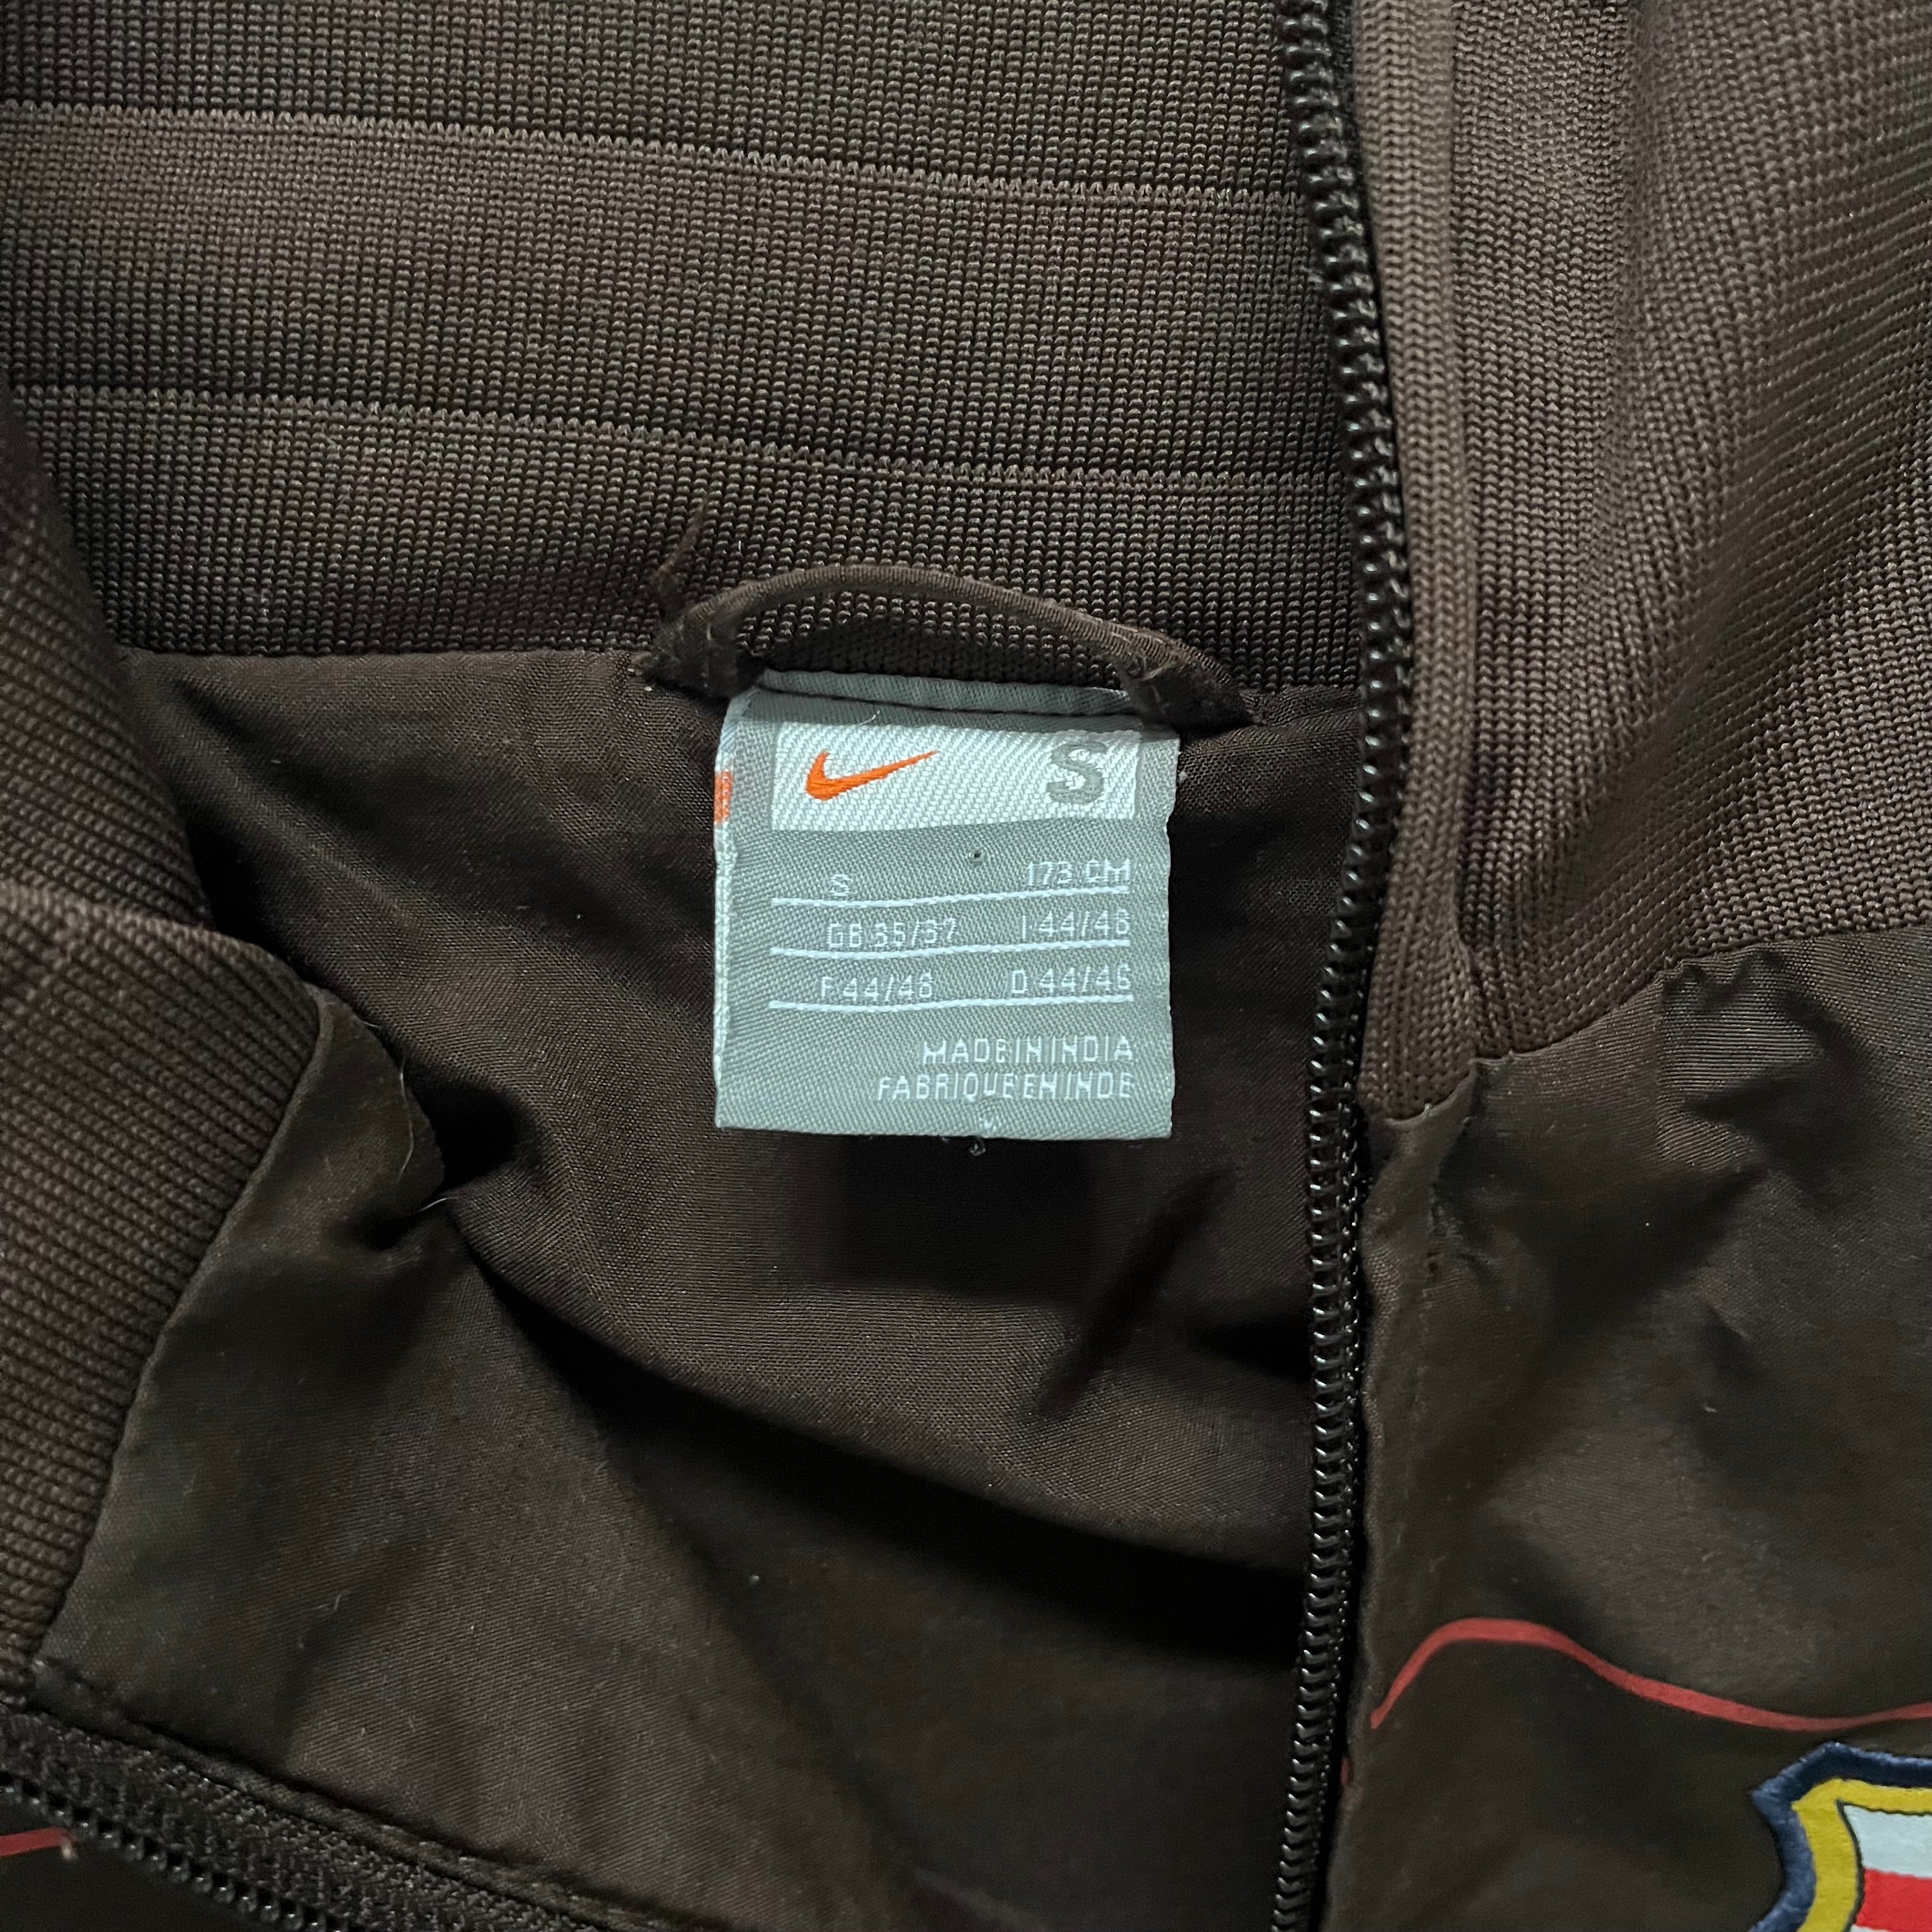 S
S 173 CM
GB 35/37 I 44/46
F 44/46 D 44/46
MADE IN INDIA
FABRIQUE EN INDE